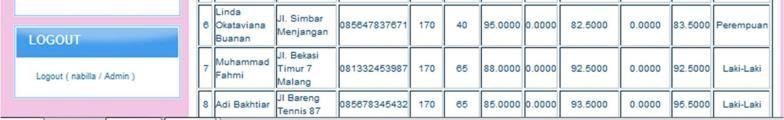 LOGOUT
Logout ( nabilla / Admin )
6 Linda Okataviana Buanan Jl. Simbar Menjangan 085647837671 170 40 95.0000 0.0000 82.5000 0.0000 83.5000 Perempuan
7 Muhammad Fahmi Jl. Bekasi Timur 7 Malang 081332453987 170 65 88.0000 0.0000 92.5000 0.0000 92.5000 Laki-Laki
8 Adi Bakhtiar Jl Bareng Tennis 87 085678345432 170 65 85.0000 0.0000 93.5000 0.0000 95.5000 Laki-Laki